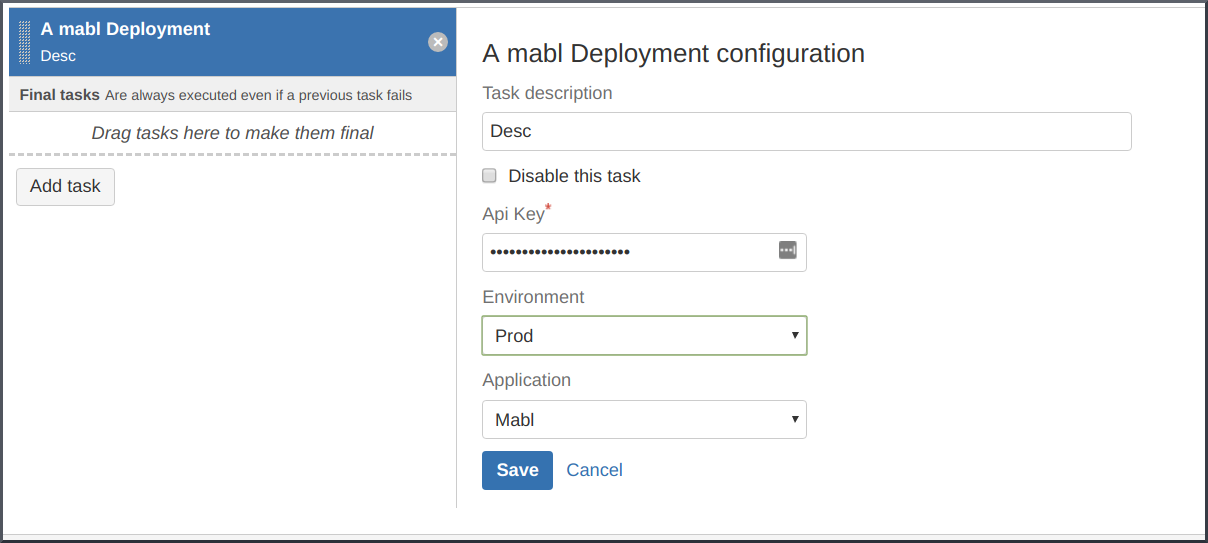 A mabl Deployment
Desc
Final tasks Are always executed even if a previous task fails
Drag tasks here to make them final
Add task
A mabl Deployment configuration
Task description
Desc
Disable this task
Api Key*
••••••••••••••••••••••
Environment
Prod
Application
Mabl
Save Cancel